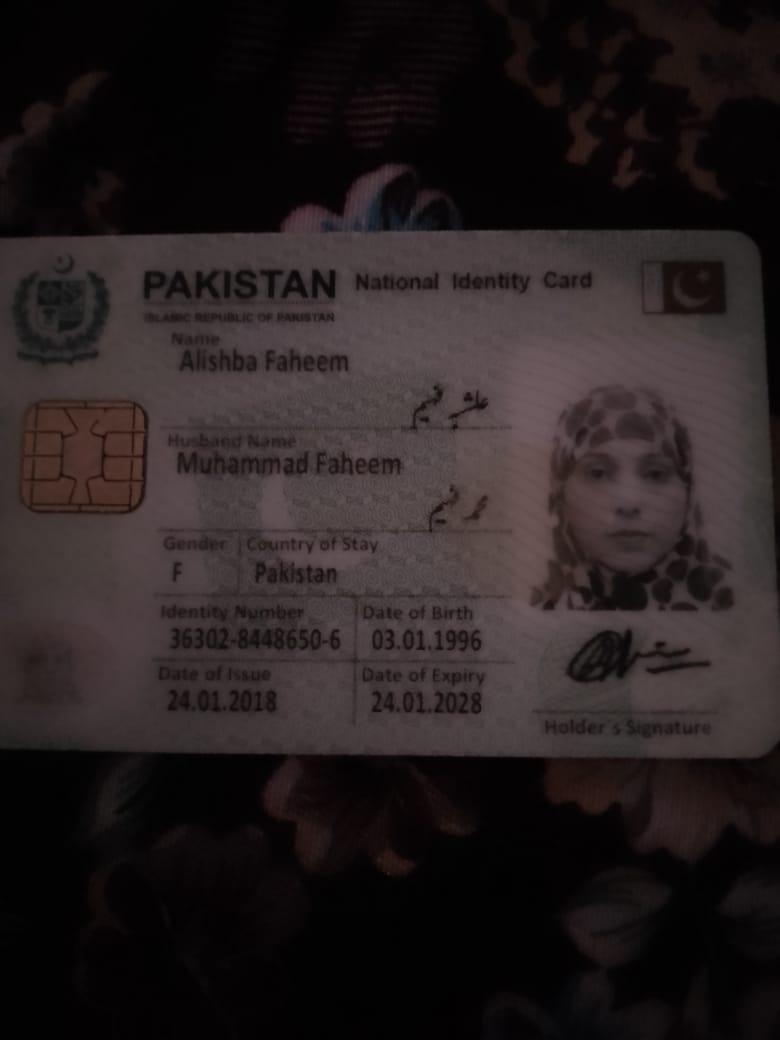 PAKISTAN National Identity Card
ISLAMIC REPUBLIC OF PAKISTAN
Name
Alishba Faheem
علشبہ فہیم
Husband Name
Muhammad Faheem
محمد فہیم
Gender Country of Stay
F Pakistan
Identity Number Date of Birth
36302-8448650-6 03.01.1996
Date of Issue Date of Expiry
24.01.2018 24.01.2028
Holder's Signature